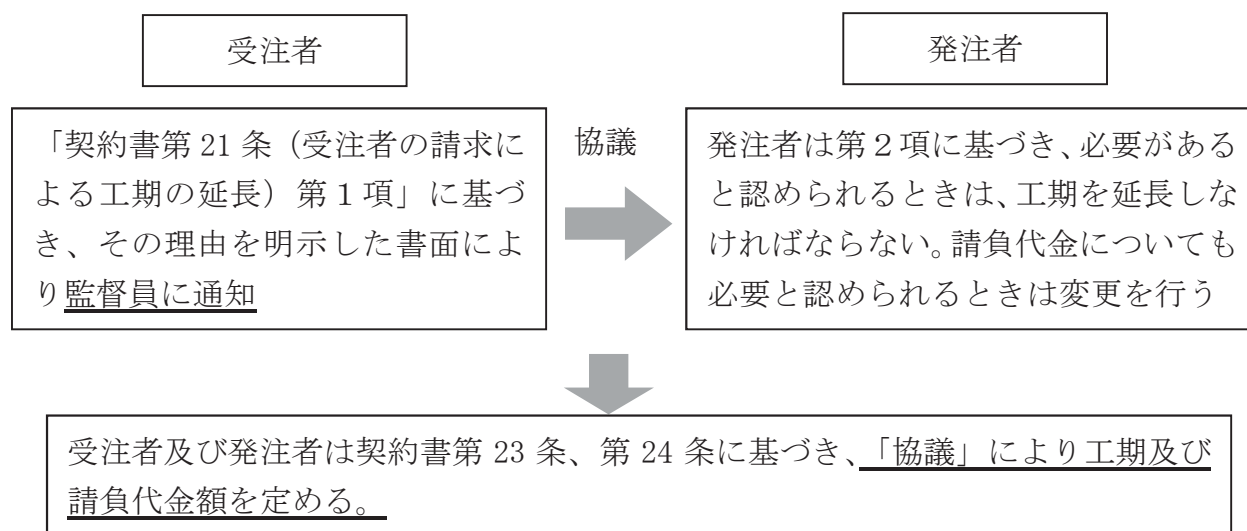 受注者
発注者
「契約書第 21 条（受注者の請求に
よる工期の延長）第１項」に基づ
き、その理由を明示した書面によ
り監督員に通知
協議
発注者は第２項に基づき、必要がある
と認められるときは、工期を延長しな
ければならない。請負代金についても
必要と認められるときは変更を行う
受注者及び発注者は契約書第 23 条、第 24 条に基づき、「協議」により工期及び
請負代金額を定める。